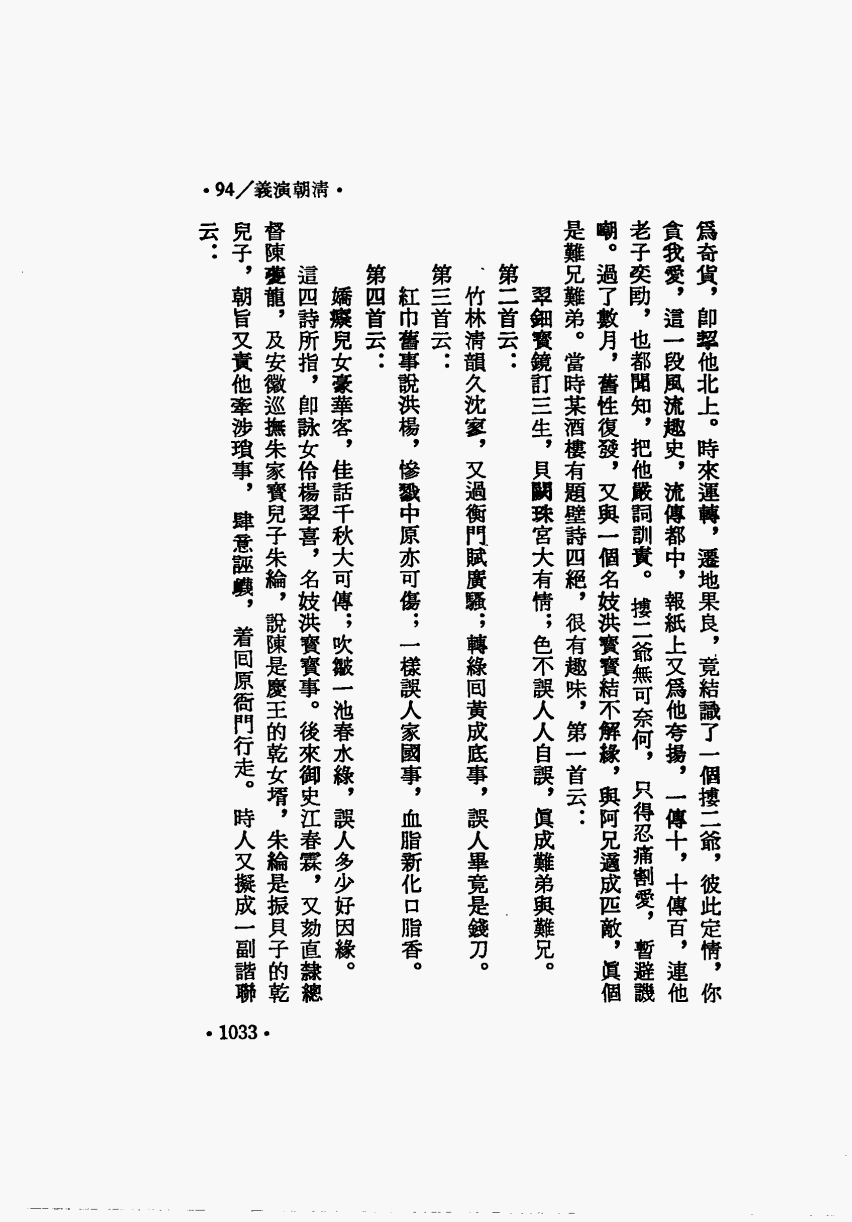 ·94／義演朝淸·
爲奇貨，卽挈他北上。時來運轉，遷地果良，竟結識了一個摟二爺，彼此定情，你
貪我愛，這一段風流趣史，流傳都中，報紙上又爲他夸揚，一傳十，十傳百，連他
老子奕劻，也都聞知，把他嚴詞訓責。摟二爺無可奈何，只得忍痛割愛，暫避譏
嘲。過了數月，舊性復發，又與一個名妓洪寶寶結不解緣，與阿兄適成匹敵，眞個
是難兄難弟。當時某酒樓有題壁詩四絕，很有趣味，第一首云：
翠鈿寶鏡訂三生，貝闕珠宮大有情；色不誤人人自誤，眞成難弟與難兄。
第二首云：
竹林淸韻久沈寥，又過衡門賦廣騷；轉綠回黃成底事，誤人畢竟是錢刀。
第三首云：
紅巾舊事說洪楊，慘戮中原亦可傷；一樣誤人家國事，血脂新化口脂香。
第四首云：
嬌癡兒女豪華客，佳話千秋大可傳；吹皺一池春水綠，誤人多少好因緣。
這四詩所指，卽詠女伶楊翠喜，名妓洪寶寶事。後來御史江春霖，又劾直隸總
督陳夔龍，及安徽巡撫朱家寶兒子朱綸，說陳是慶王的乾女壻，朱綸是振貝子的乾
兒子，朝旨又責他牽涉瑣事，肆意誣衊，着回原衙門行走。時人又擬成一副諧聯
云：
·1033·